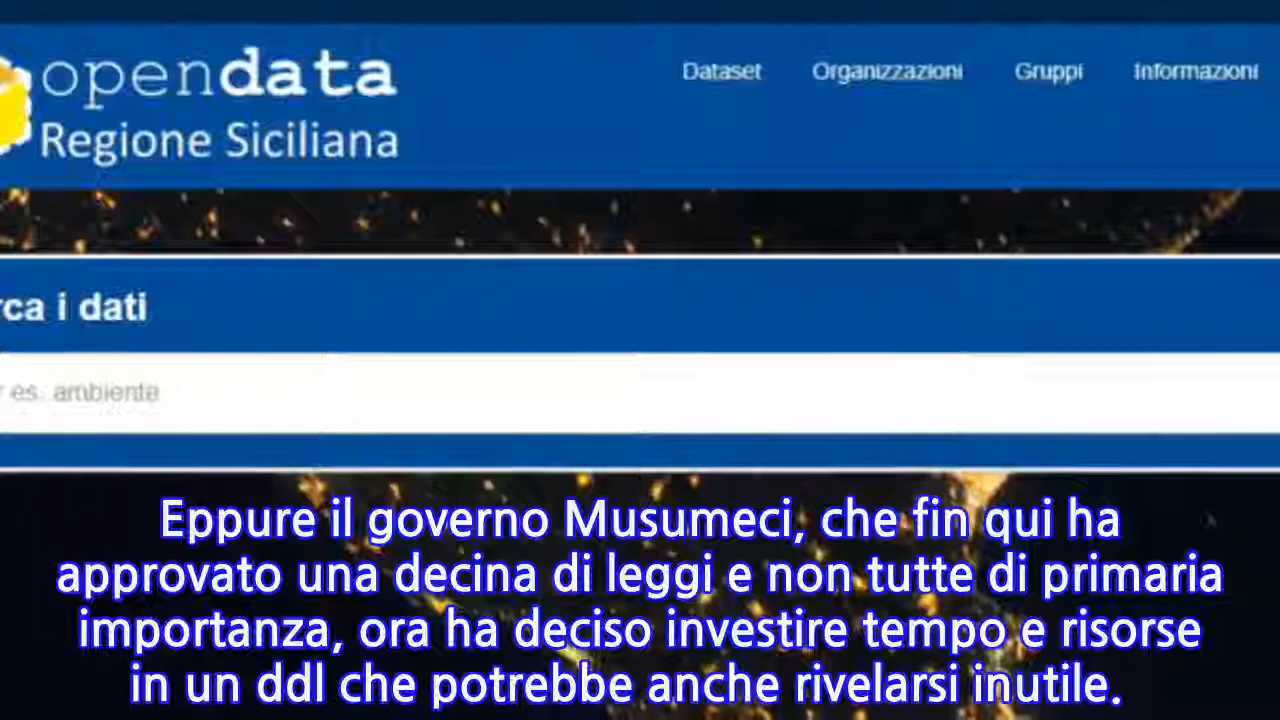 opendata
Regione Siciliana
Dataset Organizzazioni Gruppi Informazioni
rca i dati
es. ambiente
Eppure il governo Musumeci, che fin qui ha
approvato una decina di leggi e non tutte di primaria
importanza, ora ha deciso investire tempo e risorse
in un ddl che potrebbe anche rivelarsi inutile.